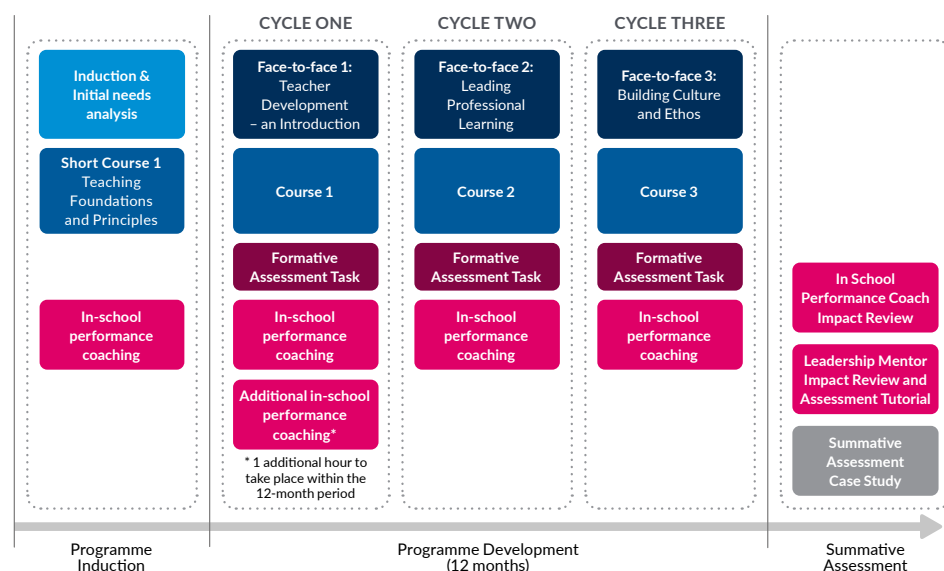 CYCLE ONE
CYCLE TWO
CYCLE THREE
Induction &
Initial needs
analysis
Short Course 1
Teaching
Foundations
and Principles
In-school
performance
coaching
Face-to-face 1:
Teacher
Development
– an Introduction
Course 1
Formative
Assessment Task
In-school
performance
coaching
Additional in-school
performance
coaching*
* 1 additional hour to
take place within the
12-month period
Face-to-face 2:
Leading
Professional
Learning
Course 2
Formative
Assessment Task
In-school
performance
coaching
Face-to-face 3:
Building Culture
and Ethos
Course 3
Formative
Assessment Task
In-school
performance
coaching
In School
Performance Coach
Impact Review
Leadership Mentor
Impact Review and
Assessment Tutorial
Summative
Assessment
Case Study
Programme
Induction
Programme Development
(12 months)
Summative
Assessment